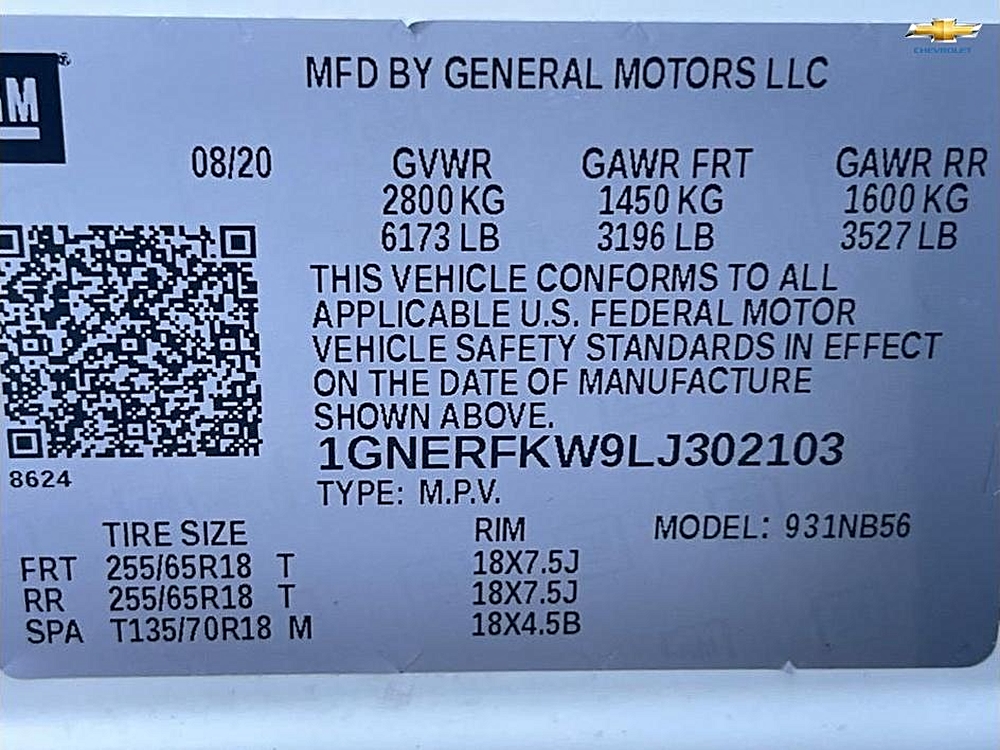 CHEVROLET
GM
MFD BY GENERAL MOTORS LLC
08/20 GVWR GAWR FRT GAWR RR
2800 KG 1450 KG 1600 KG
6173 LB 3196 LB 3527 LB
THIS VEHICLE CONFORMS TO ALL
APPLICABLE U.S. FEDERAL MOTOR
VEHICLE SAFETY STANDARDS IN EFFECT
ON THE DATE OF MANUFACTURE
SHOWN ABOVE.
1GNERFKW9LJ302103
8624
TYPE: M.P.V.
TIRE SIZE RIM MODEL: 931NB56
FRT 255/65R18 T 18X7.5J
RR 255/65R18 T 18X7.5J
SPA T135/70R18 M 18X4.5B